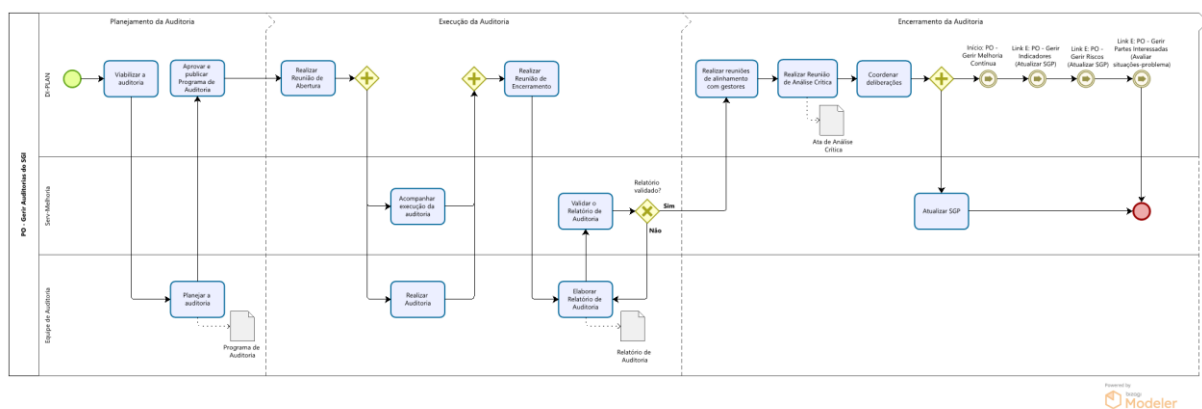 Planejamento da Auditoria
Execução da Auditoria
Encerramento da Auditoria
PO - Gerir Auditorias do SGI
DI-PLAN
Viabilizar a
auditoria
Aprovar e
publicar
Programa de
Auditoria
Realizar
Reunião de
Abertura
Realizar
Reunião de
Encerramento
Realizar reuniões
de alinhamento
com gestores
Realizar Reunião
de Análise Crítica
Ata de Análise
Crítica
Coordenar
deliberações
Início: PO -
Gerir Melhoria
Contínua
Link E: PO - Gerir
Indicadores
(Atualizar SGP)
Link E: PO -
Gerir Riscos
(Atualizar SGP)
Link E: PO - Gerir
Partes Interessadas
(Avaliar
situações-problema)
Serv-Melhoria
Acompanhar
execução da
auditoria
Validar o
Relatório de
Auditoria
Relatório
validado?
Sim
Não
Atualizar SGP
Equipe de Auditoria
Planejar a
auditoria
Programa de
Auditoria
Realizar
Auditoria
Elaborar
Relatório de
Auditoria
Relatório de
Auditoria
Powered by
bizagi
Modeler